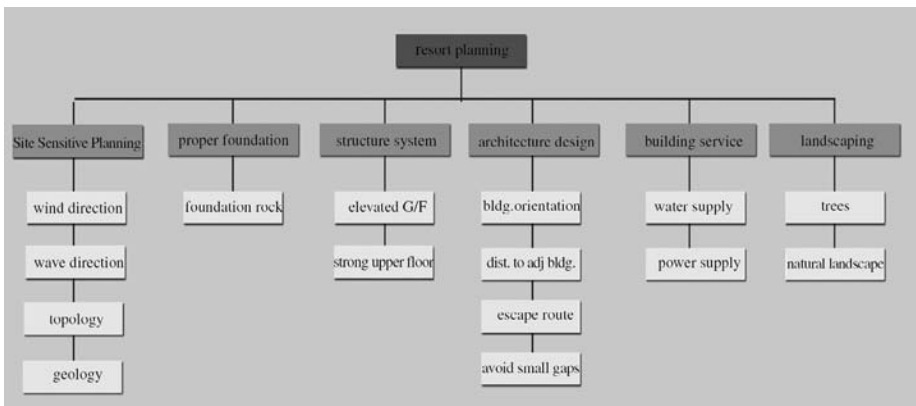 resort planning
Site Sensitive Planning
proper foundation
structure system
architecture design
building service
landscaping
wind direction
foundation rock
elevated G/F
bldg.orientation
water supply
trees
wave direction
strong upper floor
dist. to adj bldg.
power supply
natural landscape
topology
escape route
geology
avoid small gaps